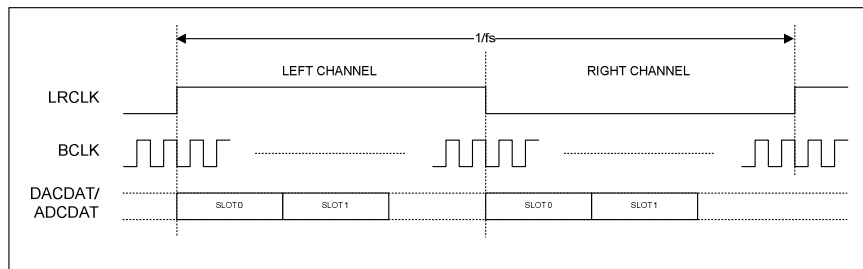 1/fs
LEFT CHANNEL RIGHT CHANNEL
LRCLK
BCLK
DACDAT/
ADCDAT
SLOT0 SLOT1 SLOT0 SLOT1